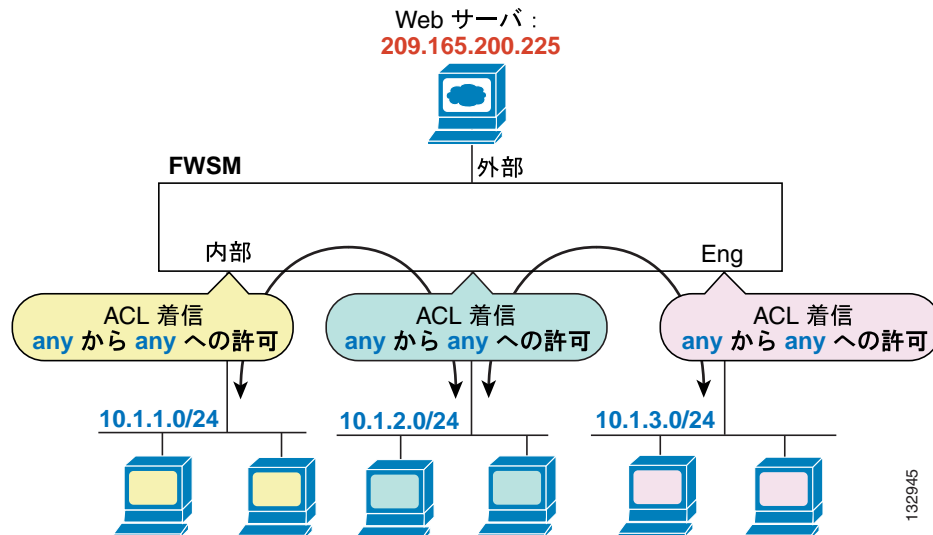 Web サーバ :
209.165.200.225
FWSM
外部
内部
Eng
ACL 着信
any から any への許可
ACL 着信
any から any への許可
ACL 着信
any から any への許可
10.1.1.0/24
10.1.2.0/24
10.1.3.0/24
132945